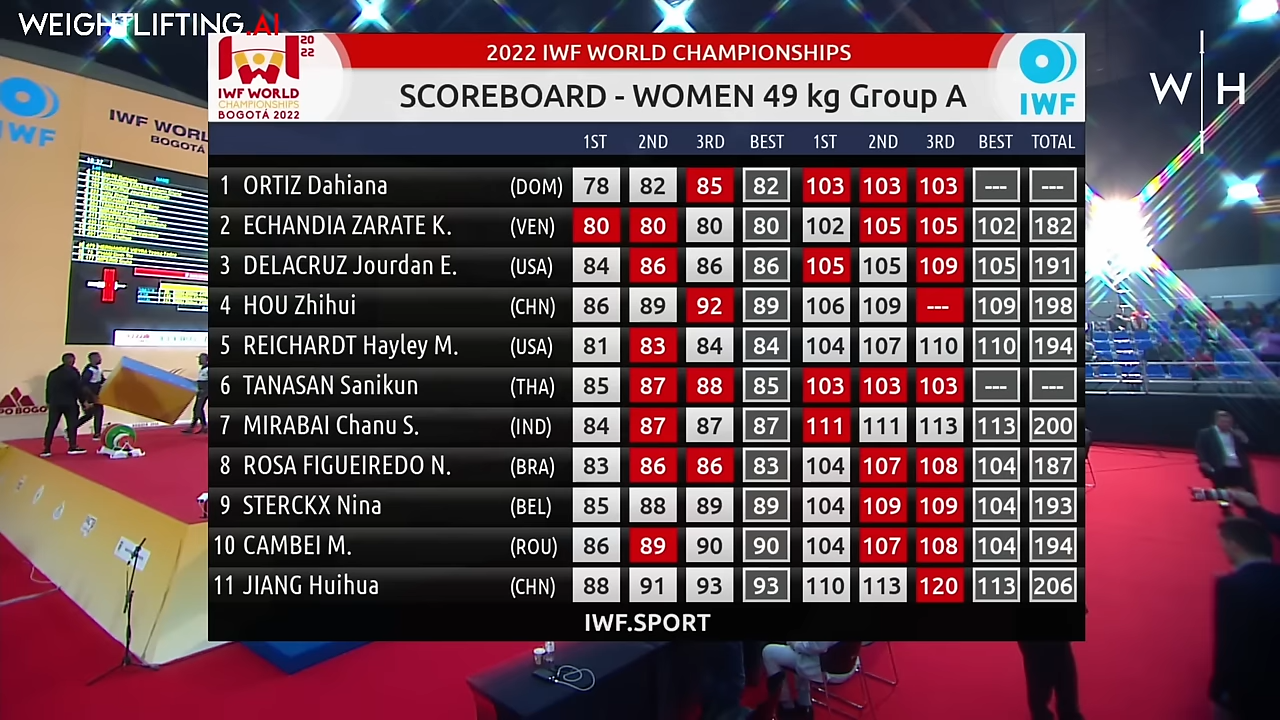 WEIGHTLIFTING.AI
2022
IWF WORLD
CHAMPIONSHIPS
BOGOTÁ 2022
2022 IWF WORLD CHAMPIONSHIPS
SCOREBOARD - WOMEN 49 kg Group A
IWF
W H
IWF
IWF WORL
BOGOTÁ
1ST 2ND 3RD BEST 1ST 2ND 3RD BEST TOTAL
1 ORTIZ Dahiana (DOM) 78 82 85 82 103 103 103 --- ---
2 ECHANDIA ZARATE K. (VEN) 80 80 80 80 102 105 105 102 182
3 DELACRUZ Jourdan E. (USA) 84 86 86 86 105 105 109 105 191
4 HOU Zhihui (CHN) 86 89 92 89 106 109 --- 109 198
5 REICHARDT Hayley M. (USA) 81 83 84 84 104 107 110 110 194
6 TANASAN Sanikun (THA) 85 87 88 85 103 103 103 --- ---
7 MIRABAI Chanu S. (IND) 84 87 87 87 111 111 113 113 200
8 ROSA FIGUEIREDO N. (BRA) 83 86 86 83 104 107 108 104 187
9 STERCKX Nina (BEL) 85 88 89 89 104 109 109 104 193
10 CAMBEI M. (ROU) 86 89 90 90 104 107 108 104 194
11 JIANG Huihua (CHN) 88 91 93 93 110 113 120 113 206
PO BOGO
IWF.SPORT